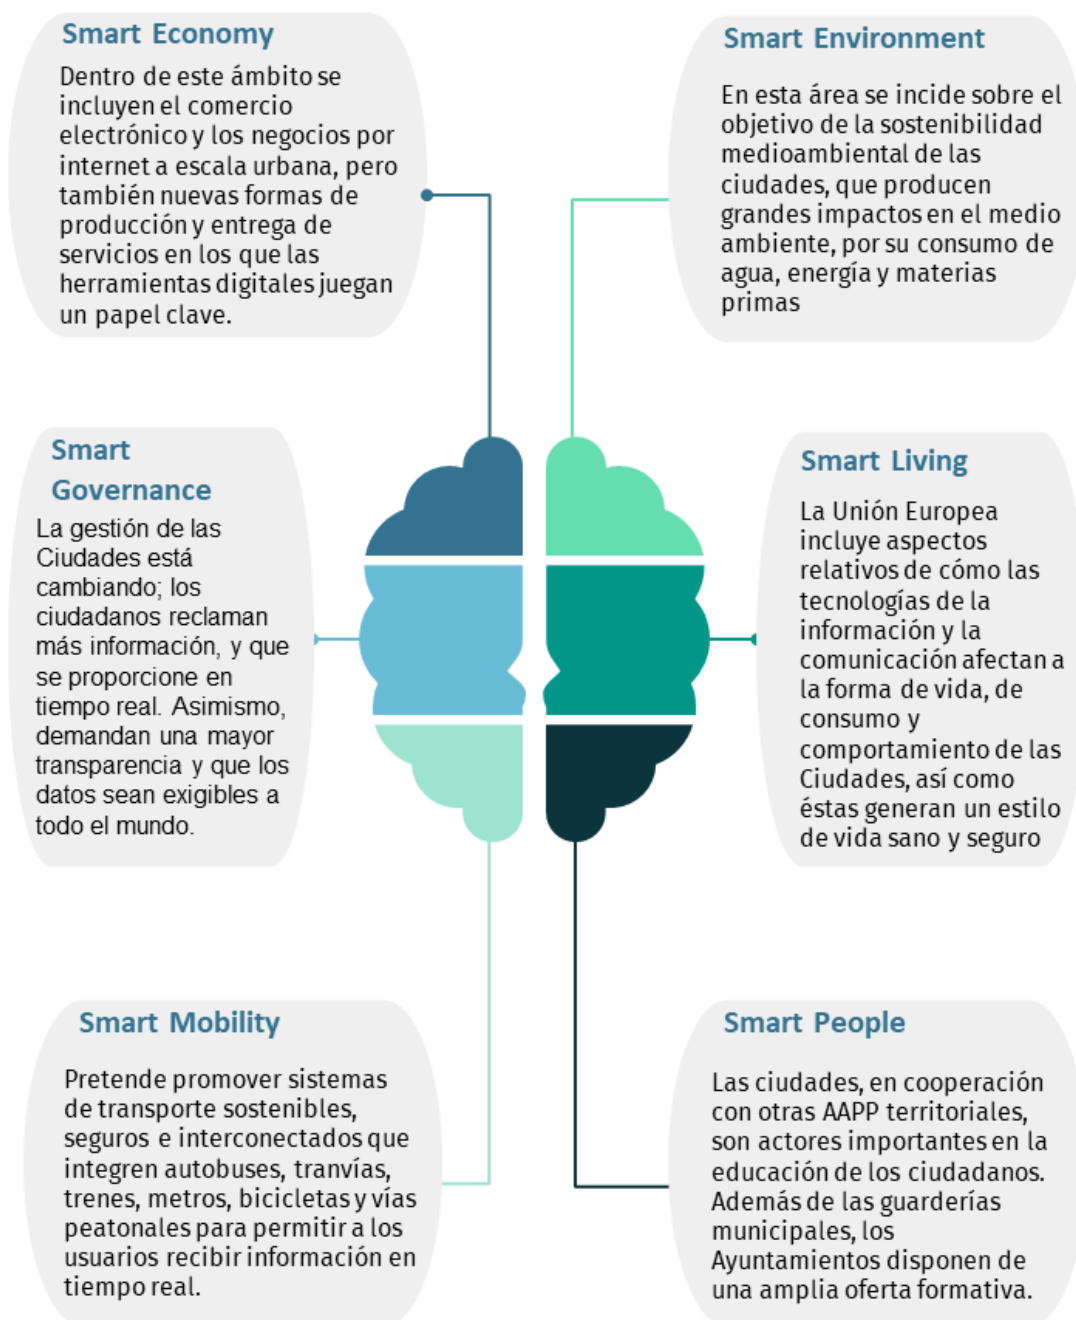 Smart Economy
Dentro de este ámbito se
incluyen el comercio
electrónico y los negocios por
internet a escala urbana, pero
también nuevas formas de
producción y entrega de
servicios en los que las
herramientas digitales juegan
un papel clave.
Smart Environment
En esta área se incide sobre el
objetivo de la sostenibilidad
medioambiental de las
ciudades, que producen
grandes impactos en el medio
ambiente, por su consumo de
agua, energía y materias
primas
Smart
Governance
La gestión de las
Ciudades está
cambiando; los
ciudadanos reclaman
más información, y que
se proporcione en
tiempo real. Asimismo,
demandan una mayor
transparencia y que los
datos sean exigibles a
todo el mundo.
Smart Living
La Unión Europea
incluye aspectos
relativos de cómo las
tecnologías de la
información y la
comunicación afectan a
la forma de vida, de
consumo y
comportamiento de las
Ciudades, así como
éstas generan un estilo
de vida sano y seguro
Smart Mobility
Pretende promover sistemas
de transporte sostenibles,
seguros e interconectados que
integren autobuses, tranvías,
trenes, metros, bicicletas y vías
peatonales para permitir a los
usuarios recibir información en
tiempo real.
Smart People
Las ciudades, en cooperación
con otras AAPP territoriales,
son actores importantes en la
educación de los ciudadanos.
Además de las guarderías
municipales, los
Ayuntamientos disponen de
una amplia oferta formativa.